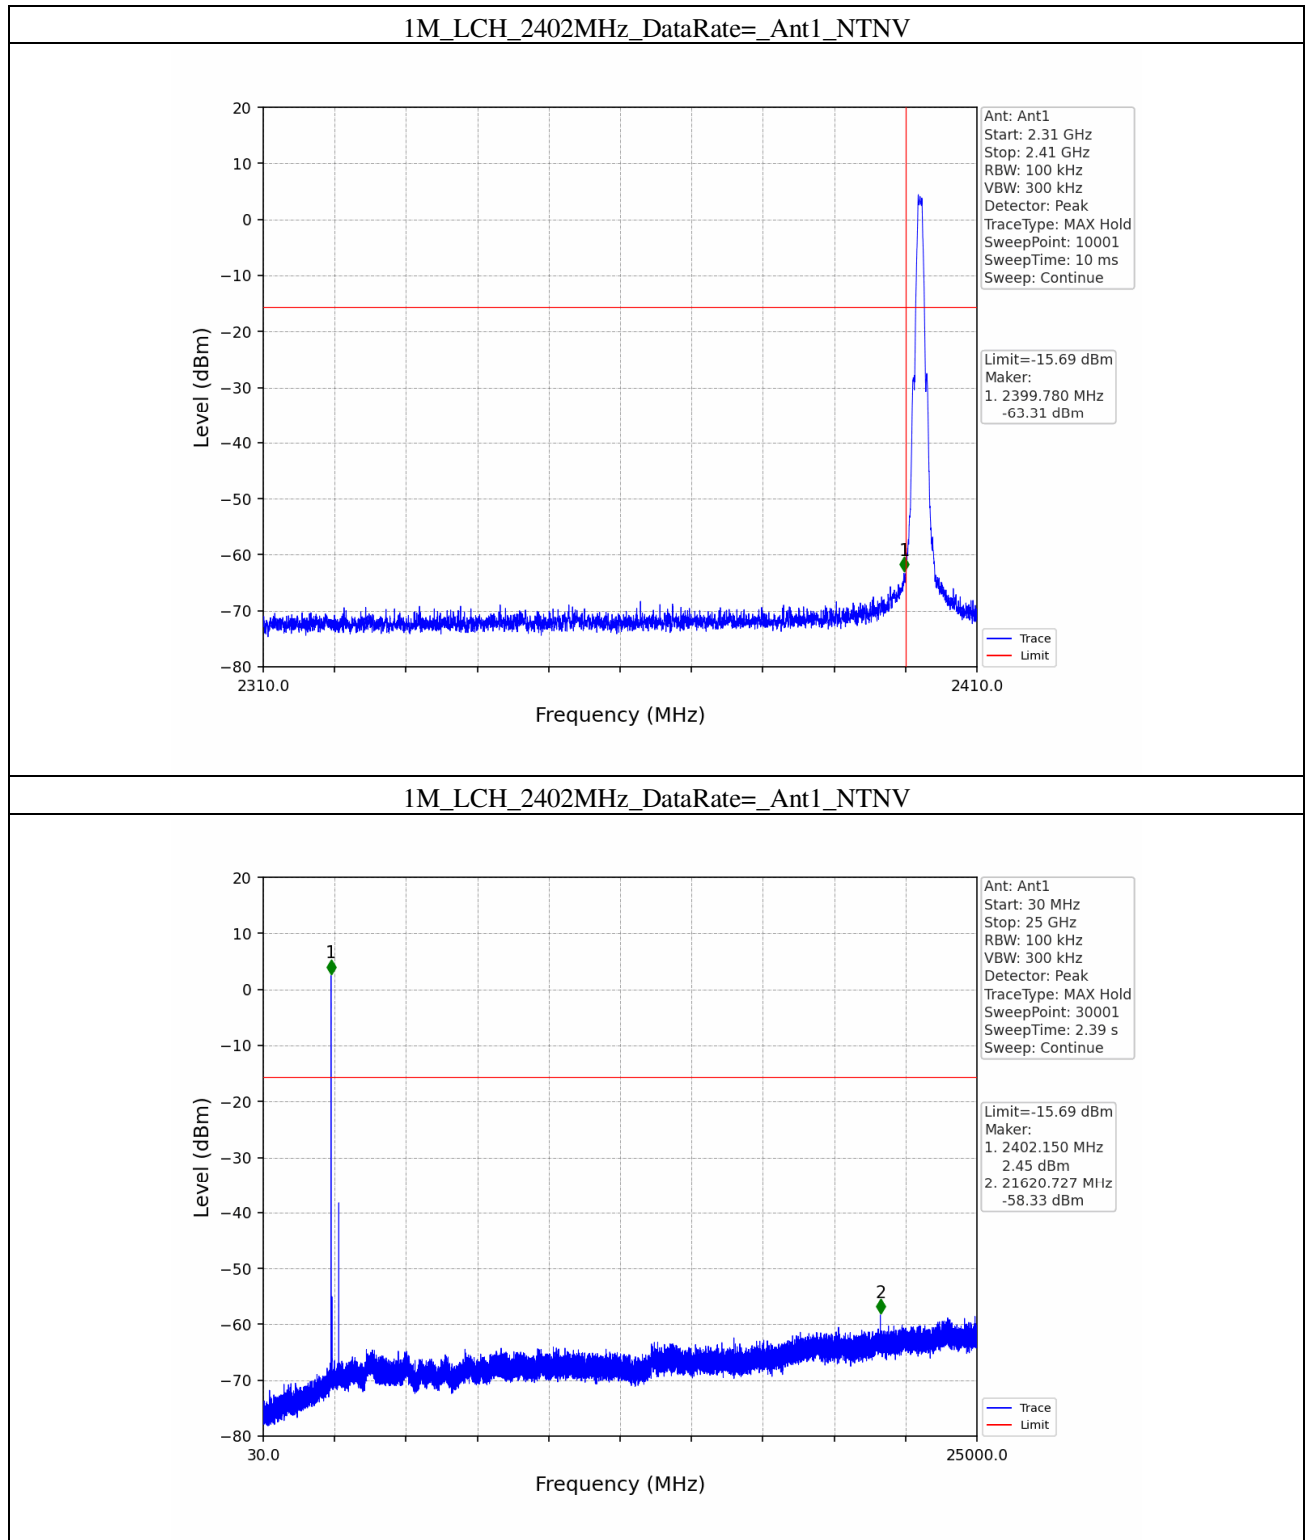 1M_LCH_2402MHz_DataRate=_Ant1_NTNV
20
10
0
−10
−20
−30
−40
−50
−60
−70
−80
Level (dBm)
1
2310.0
2410.0
Frequency (MHz)
Ant: Ant1
Start: 2.31 GHz
Stop: 2.41 GHz
RBW: 100 kHz
VBW: 300 kHz
Detector: Peak
TraceType: MAX Hold
SweepPoint: 10001
SweepTime: 10 ms
Sweep: Continue
Limit=-15.69 dBm
Maker:
1. 2399.780 MHz
-63.31 dBm
Trace
Limit
1M_LCH_2402MHz_DataRate=_Ant1_NTNV
20
10
0
−10
−20
−30
−40
−50
−60
−70
−80
Level (dBm)
1
2
30.0
25000.0
Frequency (MHz)
Ant: Ant1
Start: 30 MHz
Stop: 25 GHz
RBW: 100 kHz
VBW: 300 kHz
Detector: Peak
TraceType: MAX Hold
SweepPoint: 30001
SweepTime: 2.39 s
Sweep: Continue
Limit=-15.69 dBm
Maker:
1. 2402.150 MHz
2.45 dBm
2. 21620.727 MHz
-58.33 dBm
Trace
Limit